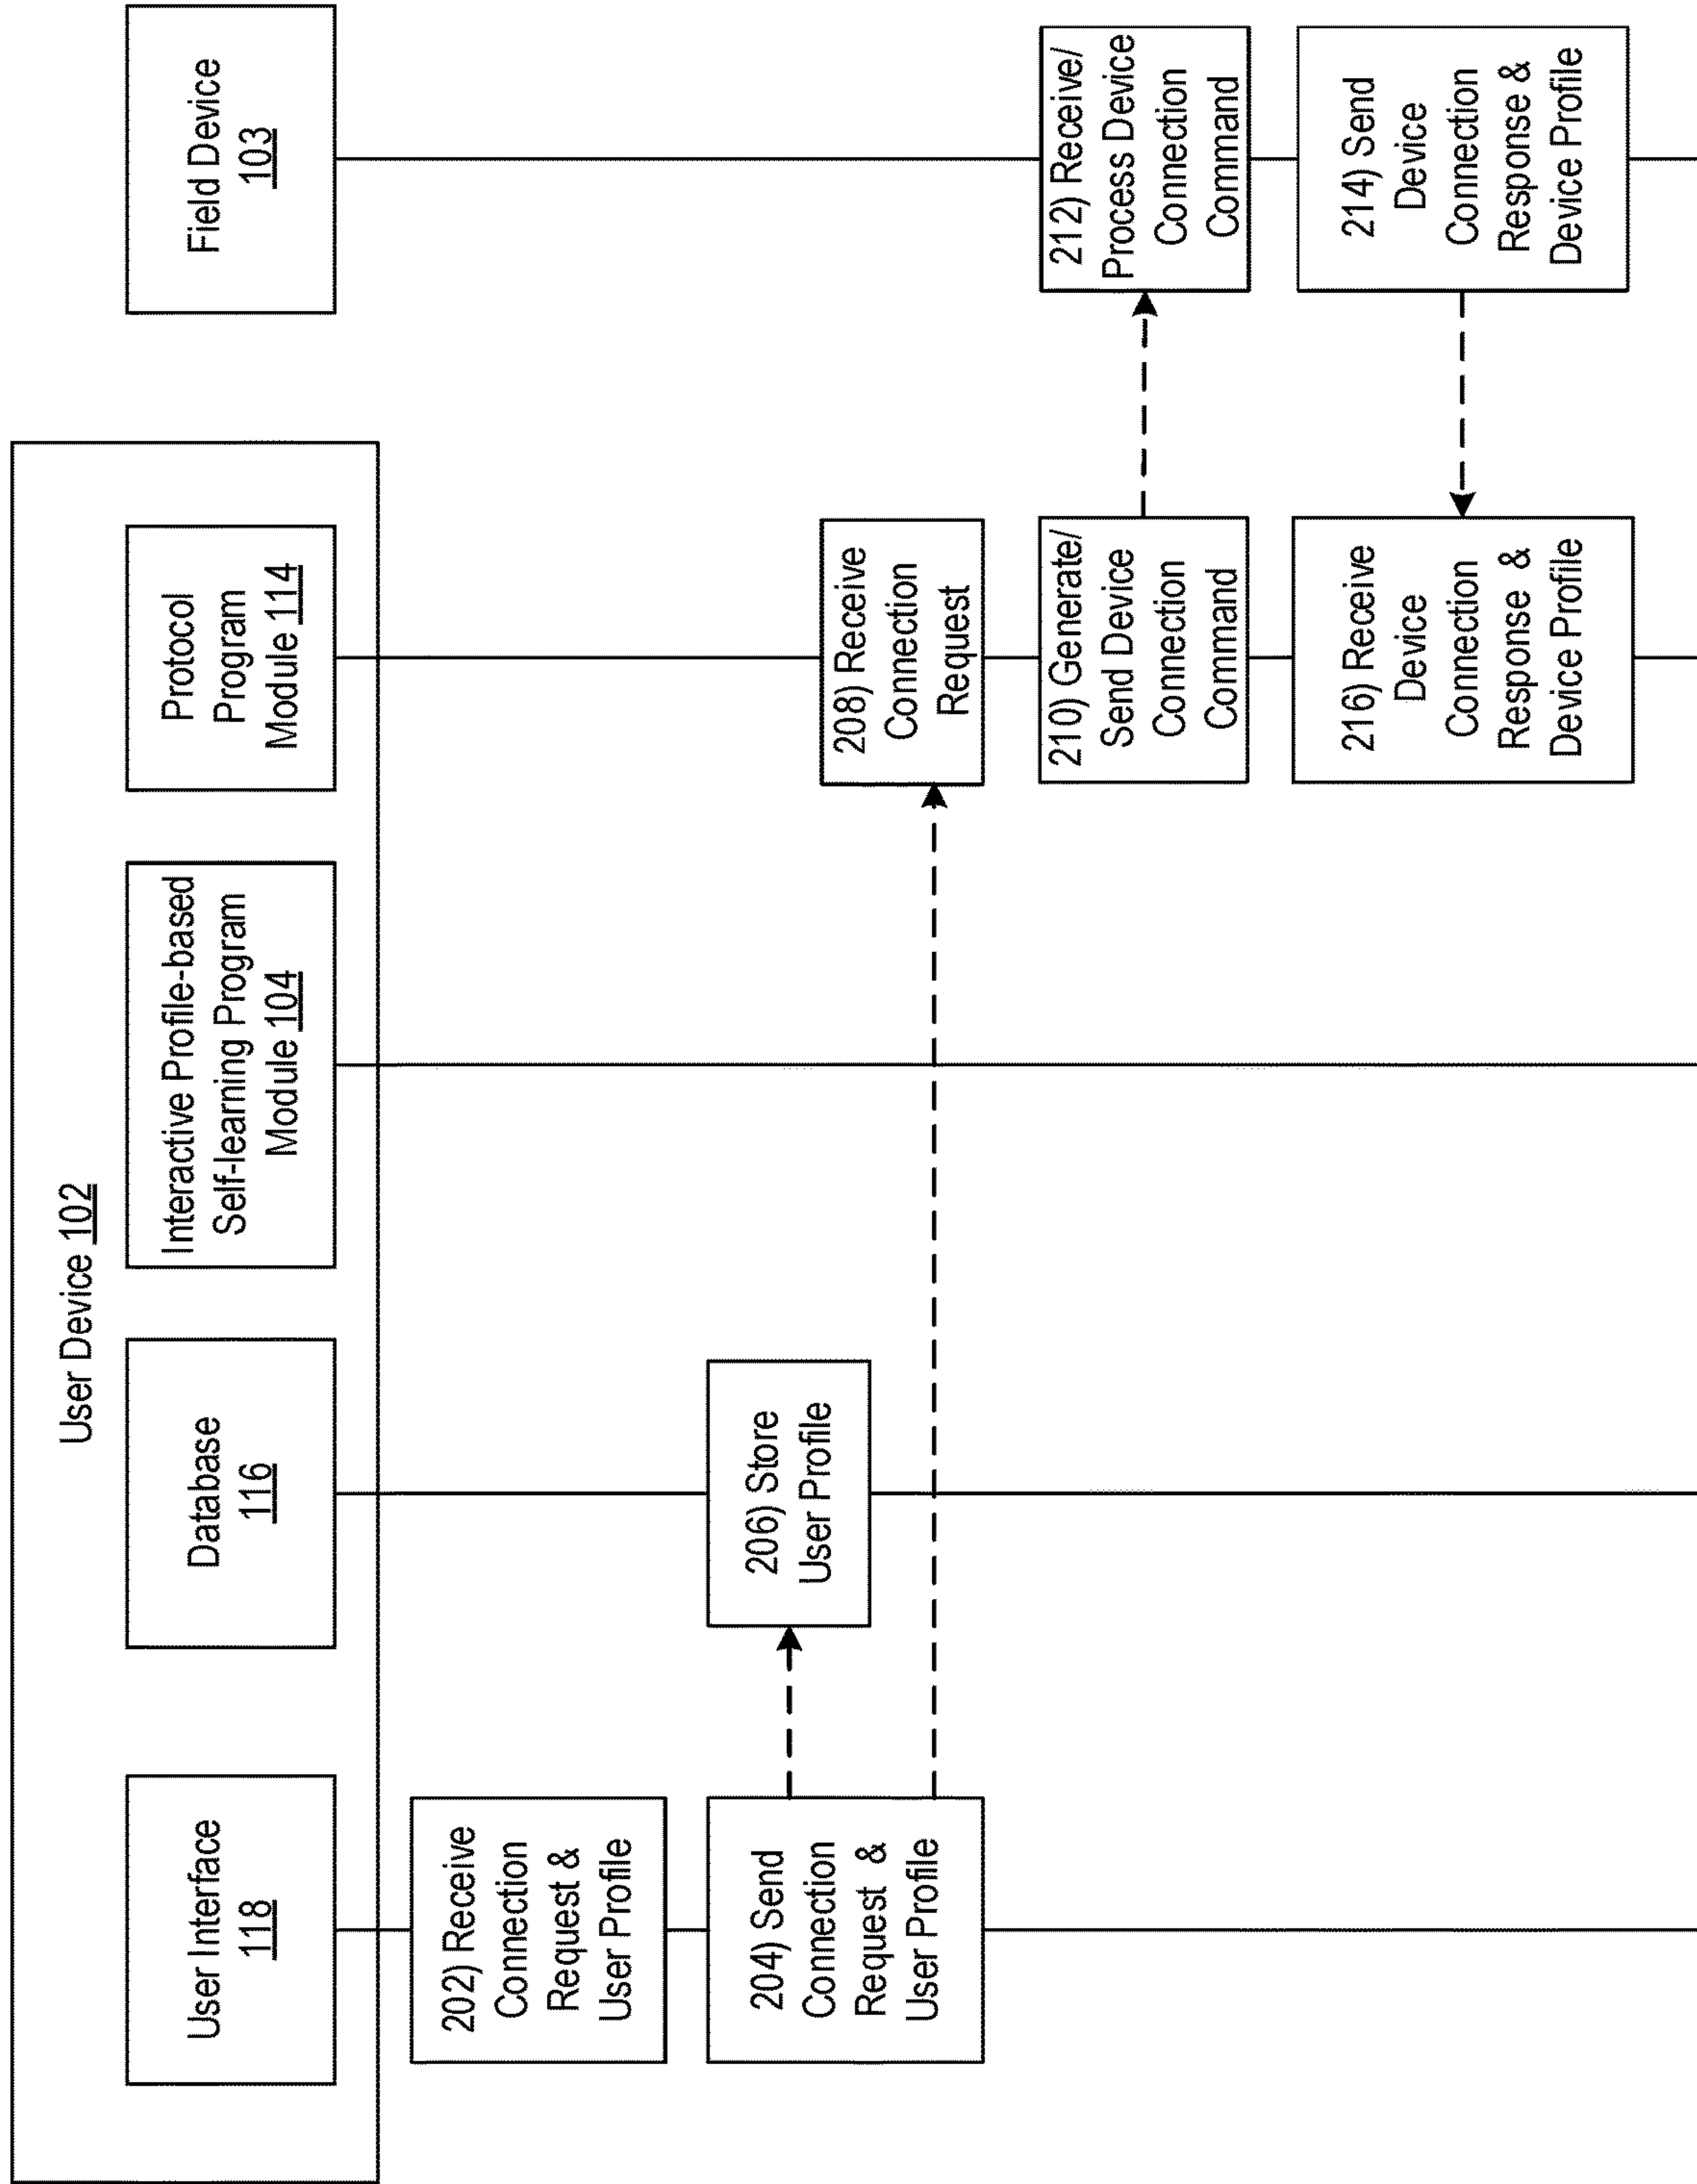 User Device 102
User Interface
118
Database
116
Interactive Profile-based
Self-learning Program
Module 104
Protocol
Program
Module 114
Field Device
103
202) Receive
Connection
Request &
User Profile
204) Send
Connection
Request &
User Profile
206) Store
User Profile
208) Receive
Connection
Request
210) Generate/
Send Device
Connection
Command
212) Receive/
Process Device
Connection
Command
214) Send
Device
Connection
Response &
Device Profile
216) Receive
Device
Connection
Response &
Device Profile